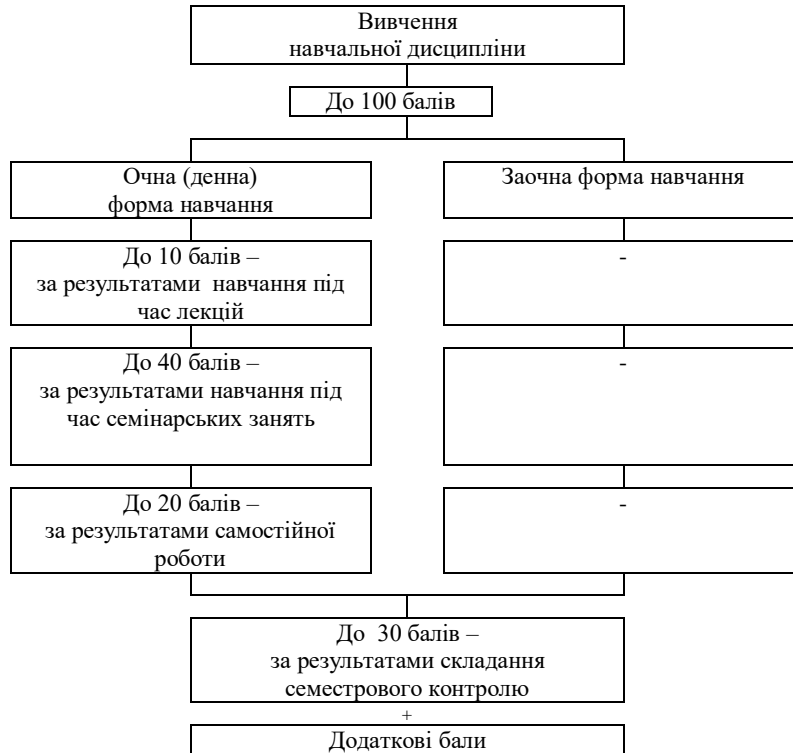 Вивчення
навчальної дисципліни
До 100 балів
Очна (денна)
форма навчання
Заочна форма навчання
До 10 балів –
за результатами навчання під
час лекцій
-
До 40 балів –
за результатами навчання під
час семінарських занять
-
До 20 балів –
за результатами самостійної
роботи
-
До 30 балів –
за результатами складання
семестрового контролю
+
Додаткові бали